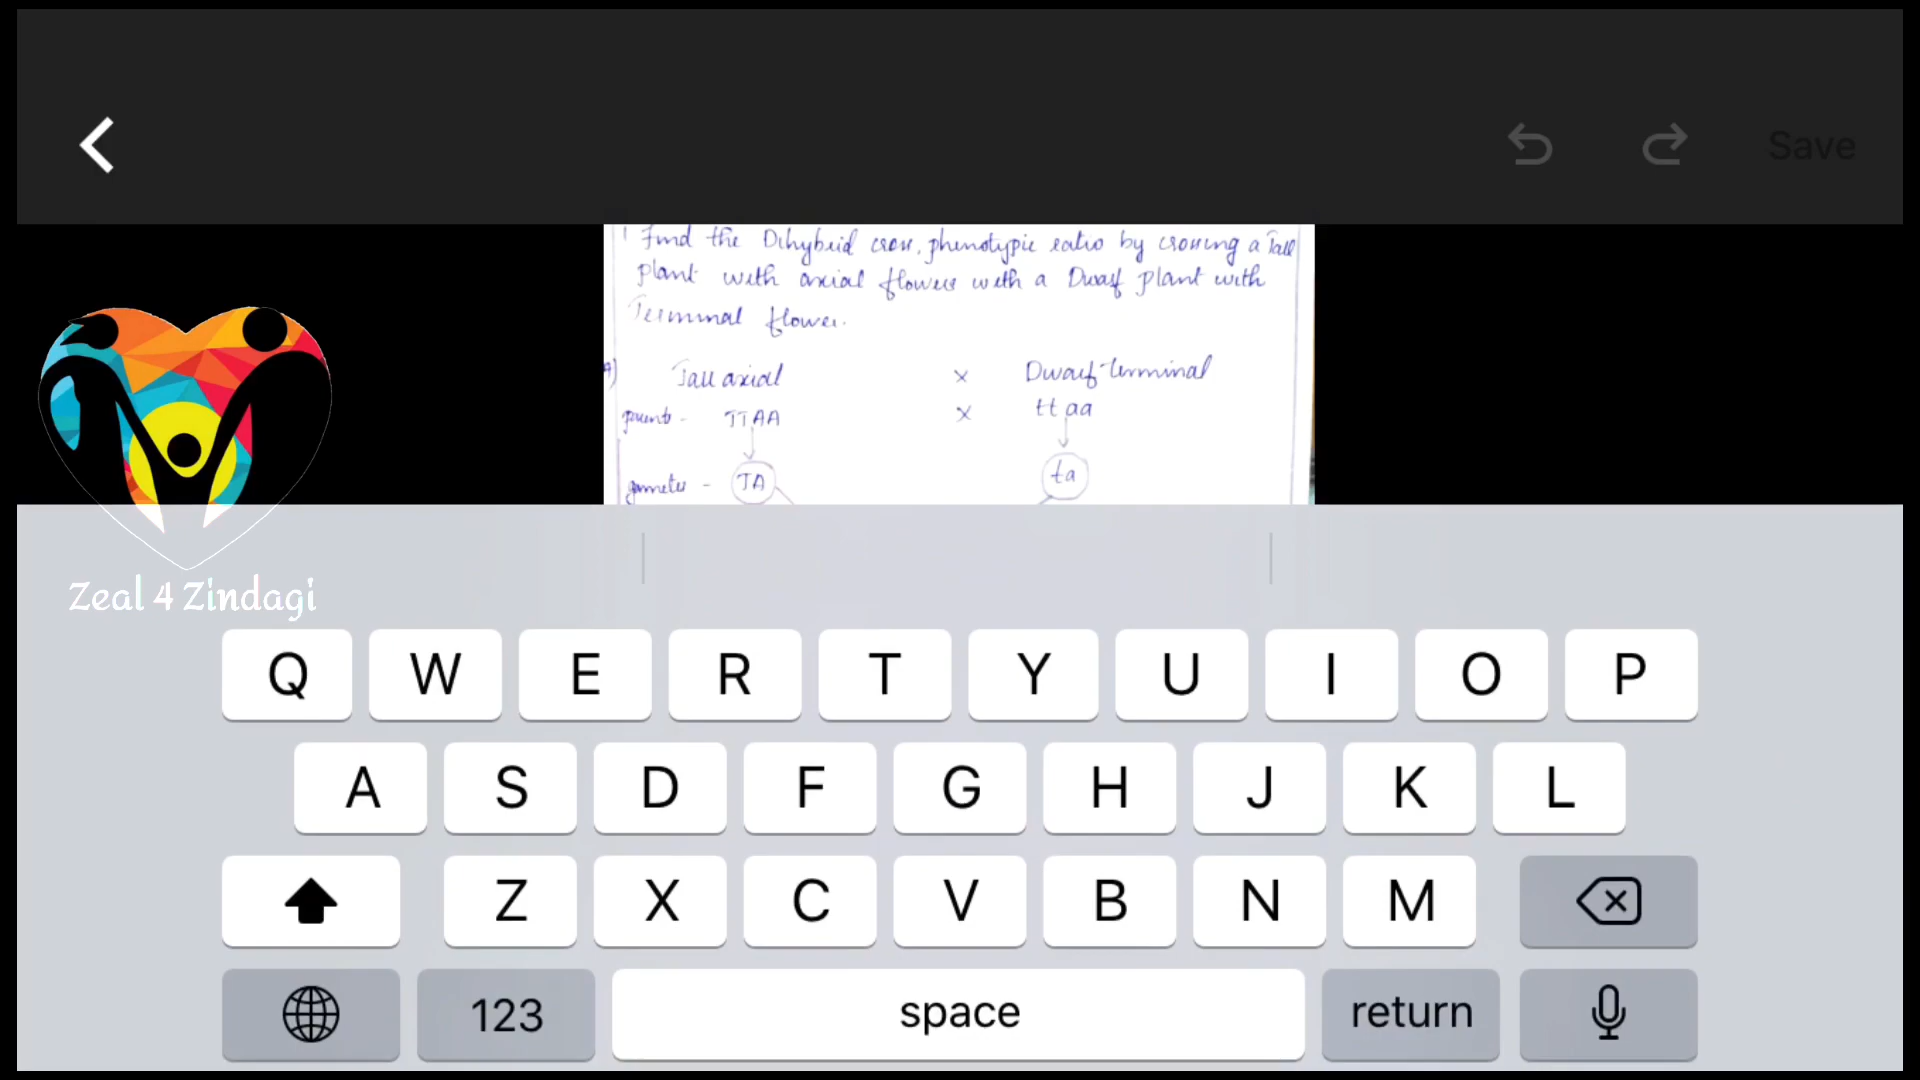 Save
Find the Dihybrid cross, phenotypic ratio by crossing a Tall
plant with axial flowers with a Dwarf plant with
Terminal flower.
A) Tall axial × Dwarf terminal
parents - TTAA × tt aa
gametes - TA ta
Zeal 4 Zindagi
Q W E R T Y U I O P
A S D F G H J K L
Z X C V B N M
123 space return